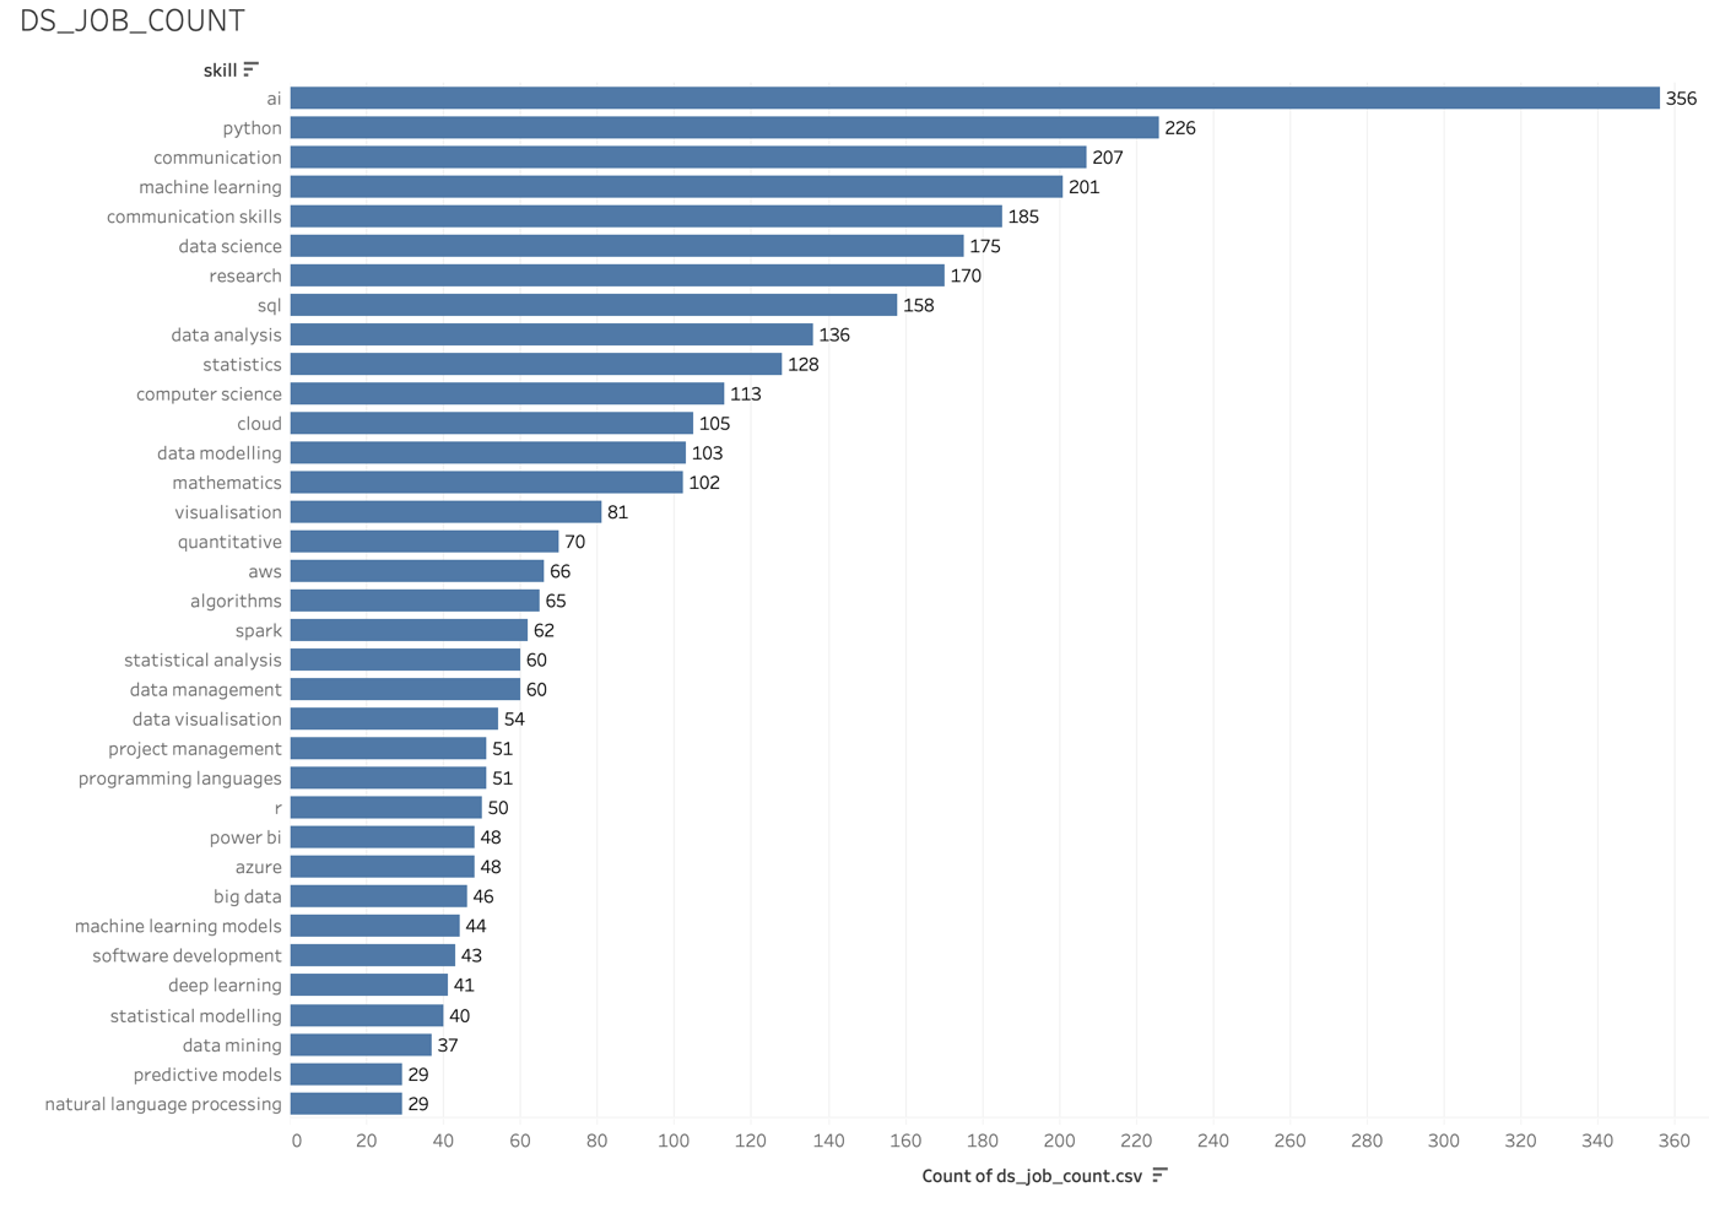 DS_JOB_COUNT
skill
ai 356
python 226
communication 207
machine learning 201
communication skills 185
data science 175
research 170
sql 158
data analysis 136
statistics 128
computer science 113
cloud 105
data modelling 103
mathematics 102
visualisation 81
quantitative 70
aws 66
algorithms 65
spark 62
statistical analysis 60
data management 60
data visualisation 54
project management 51
programming languages 51
r 50
power bi 48
azure 48
big data 46
machine learning models 44
software development 43
deep learning 41
statistical modelling 40
data mining 37
predictive models 29
natural language processing 29
0 20 40 60 80 100 120 140 160 180 200 220 240 260 280 300 320 340 360
Count of ds_job_count.csv